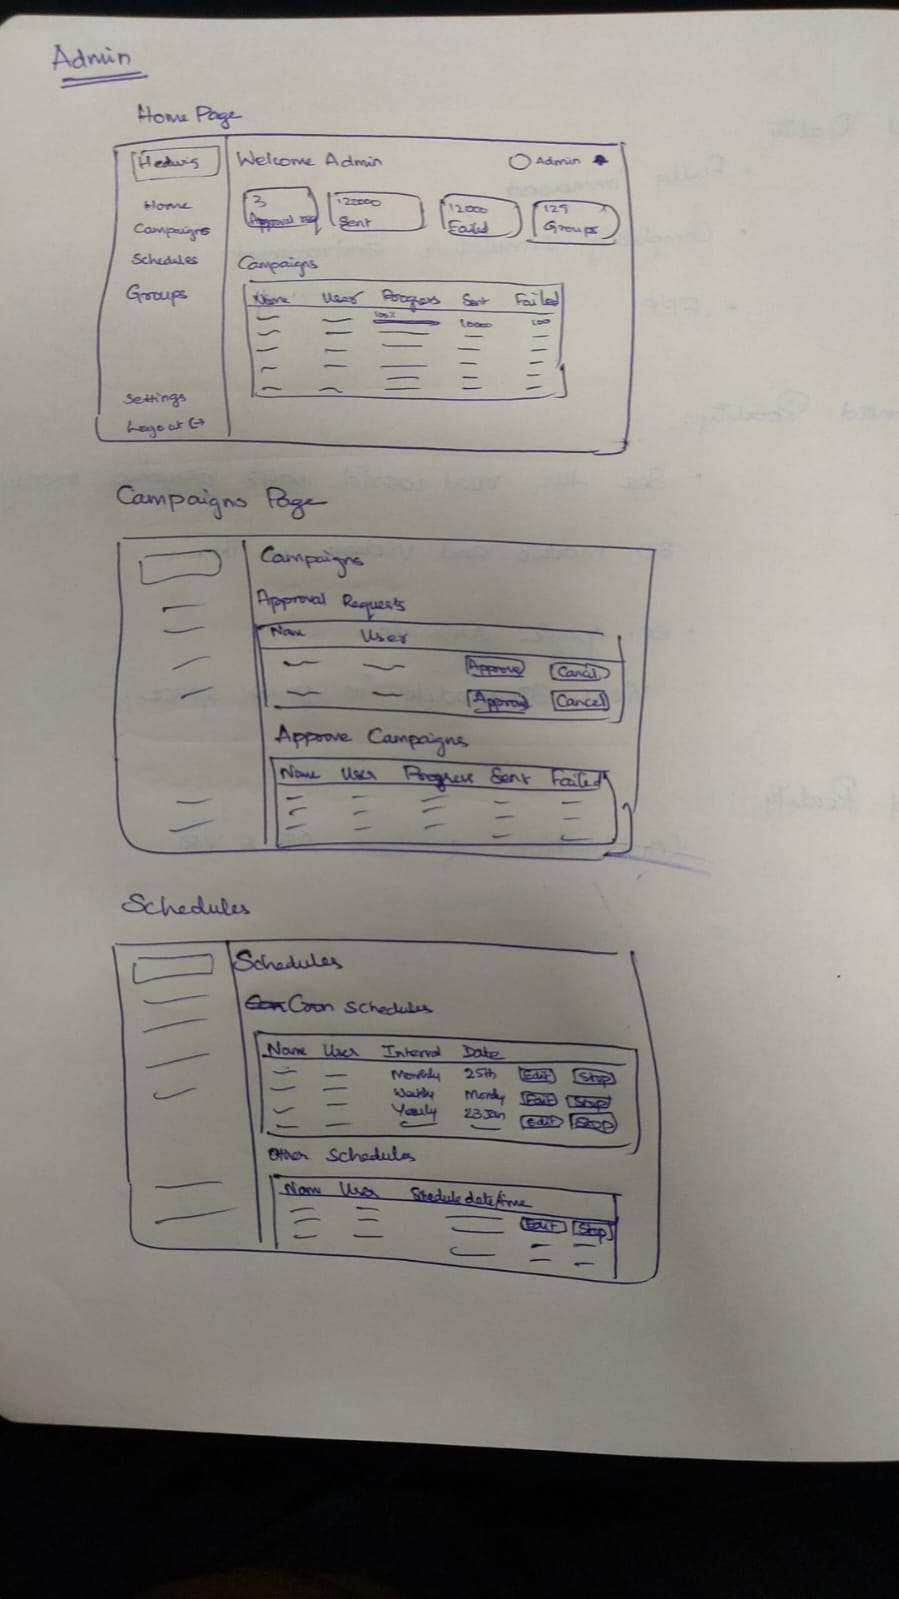 Admin
Home Page
Hedwig
Welcome Admin
Admin
3
Approval
120000
Sent
12000
Failed
129
Groups
Home
Campaigns
Schedules
Groups
Settings
Logout
Campaigns
Name User Progress Sent Failed
100% 10000 100
Campaigns Page
Campaigns
Approval Requests
Name User
Approve Cancel
Cancel
Approve Campaigns
Name User Progress Sent Failed
Schedules
Schedules
Cron Schedules
Name User Interval Date
Monthly 25th Edit Stop
Weekly Edit Stop
Yearly 23 Jan Edit Stop
Other Schedules
Name User Schedule date/time
Edit Stop